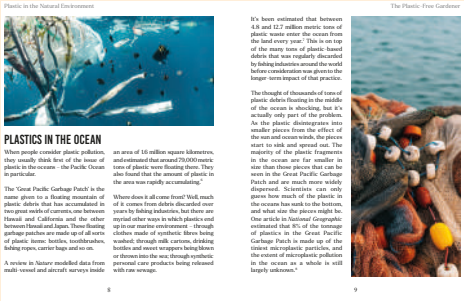 Plastic in the Natural Environment
PLASTICS IN THE OCEAN
When people consider plastic pollution,
they usually think first of the issue of
plastic in the oceans – the Pacific Ocean
in particular.
The 'Great Pacific Garbage Patch' is the
name given to a floating mountain of
plastic debris that has accumulated in
two great swirls of currents, one between
Hawaii and California and the other
between Hawaii and Japan. These floating
garbage patches are made up of all sorts
of plastic items: bottles, toothbrushes,
fishing ropes, carrier bags and so on.
A review in Nature modelled data from
multi-vessel and aircraft surveys inside
an area of 1.6 million square kilometres,
and estimated that around 79,000 metric
tons of plastic were floating there. They
also found that the amount of plastic in
the area was rapidly accumulating.
Where does it all come from? Well, much
of it comes from debris discarded over
years by fishing industries, but there are
myriad other ways in which plastics end
up in our marine environment – through
clothes made of synthetic fibres being
washed; through milk cartons, drinking
bottles and sweet wrappers being blown
or thrown into the sea; through synthetic
personal care products being released
with raw sewage.
8
The Plastic-Free Gardener
It's been estimated that between
4.8 and 12.7 million metric tons of
plastic waste enter the ocean from
the land every year. This is on top
of the many tons of plastic-based
debris that was regularly discarded
by fishing industries around the world
before consideration was given to the
longer-term impact of that practice.
The thought of thousands of tons of
plastic debris floating in the middle
of the ocean is shocking, but it's
actually only part of the problem.
As the plastic disintegrates into
smaller pieces from the effect of
the sun and ocean winds, the pieces
start to sink and spread out. The
majority of the plastic fragments
in the ocean are far smaller in
size than those pieces that can be
seen in the Great Pacific Garbage
Patch and are much more widely
dispersed. Scientists can only
guess how much of the plastic in
the oceans has sunk to the bottom,
and what size the pieces might be.
One article in National Geographic
estimated that 8% of the tonnage
of plastics in the Great Pacific
Garbage Patch is made up of the
tiniest microplastic particles, and
the extent of microplastic pollution
in the ocean as a whole is still
largely unknown.
9